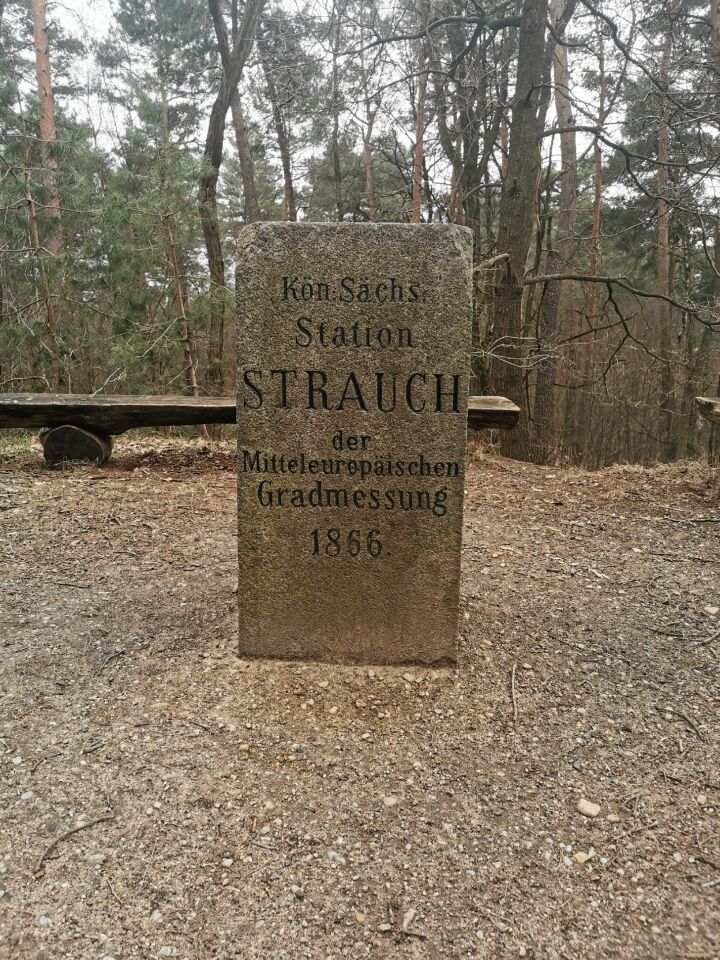 Kön. Sächs.
Station
STRAUCH
der
Mitteleuropäischen
Gradmessung
1866.